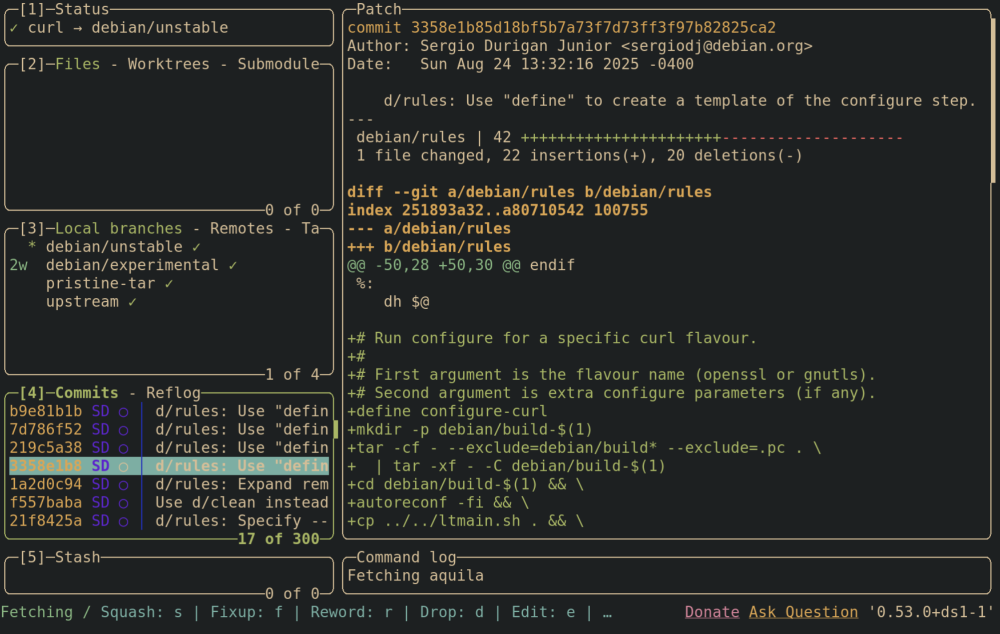 [1]─Status
✓ curl → debian/unstable
[2]─Files - Worktrees - Submodule
0 of 0
[3]─Local branches - Remotes - Ta
* debian/unstable ✓
2w debian/experimental ✓
pristine-tar ✓
upstream ✓
1 of 4
[4]─Commits - Reflog
b9e81b1b SD ○ │ d/rules: Use "defin
7d786f52 SD ○ │ d/rules: Use "defin
219c5a38 SD ○ │ d/rules: Use "defin
3358e1b8 SD ○ │ d/rules: Use "defin
1a2d0c94 SD ○ │ d/rules: Expand rem
f557baba SD ○ │ Use d/clean instead
21f8425a SD ○ │ d/rules: Specify --
17 of 300
[5]─Stash
0 of 0
Patch
commit 3358e1b85d18bf5b7a73f7d73ff3f97b82825ca2
Author: Sergio Durigan Junior <sergiodj@debian.org>
Date:   Sun Aug 24 13:32:16 2025 -0400
d/rules: Use "define" to create a template of the configure step.
---
debian/rules | 42 ++++++++++++++++++++++--------------------
1 file changed, 22 insertions(+), 20 deletions(-)
diff --git a/debian/rules b/debian/rules
index 251893a32..a80710542 100755
--- a/debian/rules
+++ b/debian/rules
@@ -50,28 +50,30 @@ endif
%:
dh $@
+# Run configure for a specific curl flavour.
+#
+# First argument is the flavour name (openssl or gnutls).
+# Second argument is extra configure parameters (if any).
+define configure-curl
+mkdir -p debian/build-$(1)
+tar -cf - --exclude=debian/build* --exclude=.pc . \
+  | tar -xf - -C debian/build-$(1)
+cd debian/build-$(1) && \
+autoreconf -fi && \
+cp ../../ltmain.sh . && \
Command log
Fetching aquila
Fetching / Squash: s | Fixup: f | Reword: r | Drop: d | Edit: e | … Donate Ask Question '0.53.0+ds1-1'